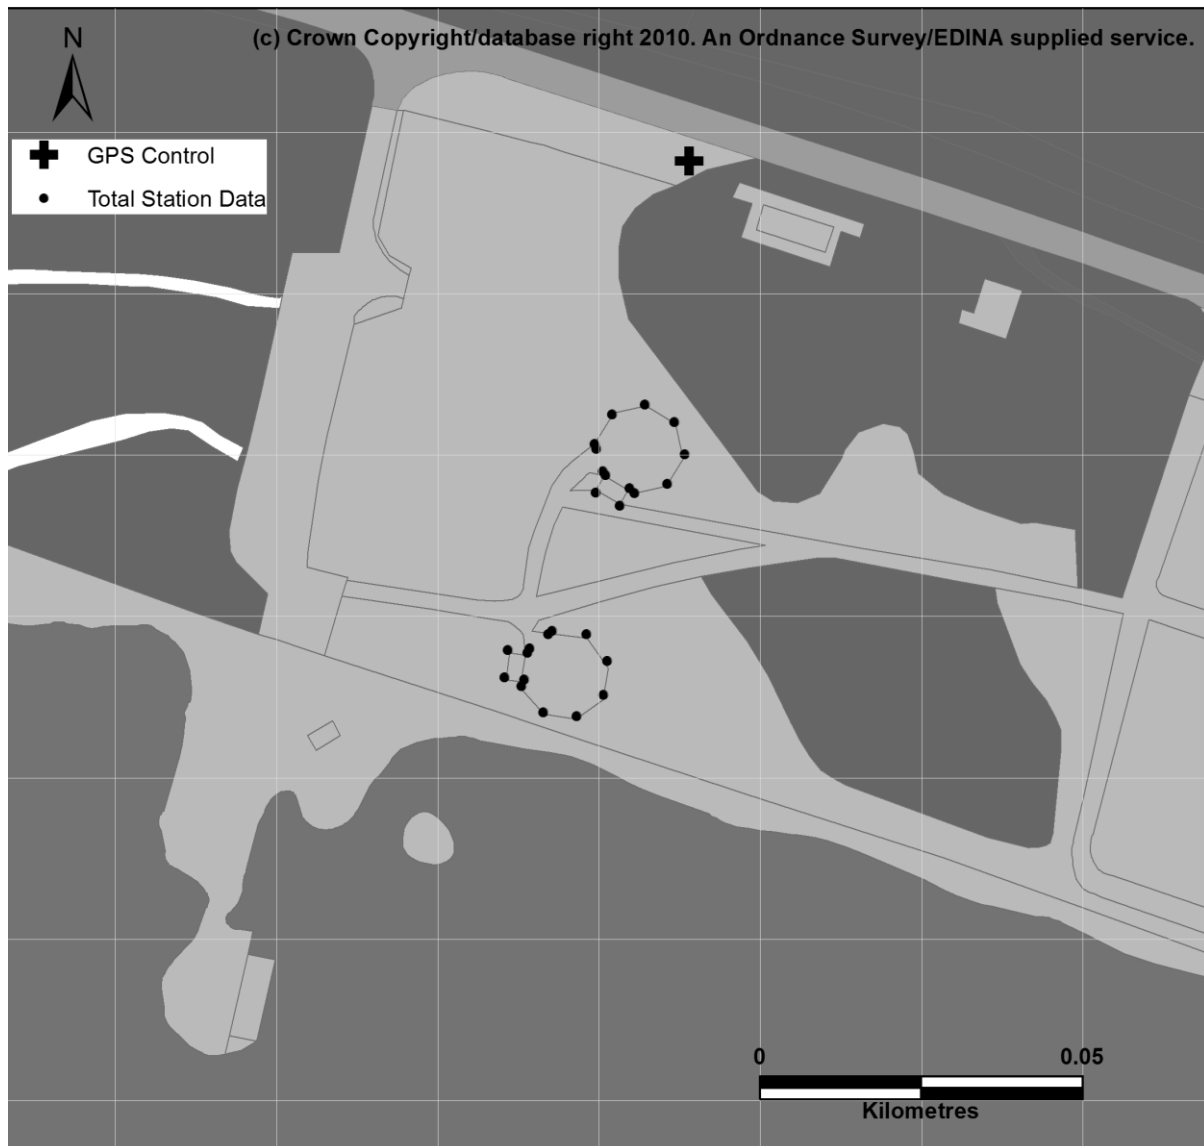 (c) Crown Copyright/database right 2010. An Ordnance Survey/EDINA supplied service.
N
GPS Control
Total Station Data
0 0.05
Kilometres